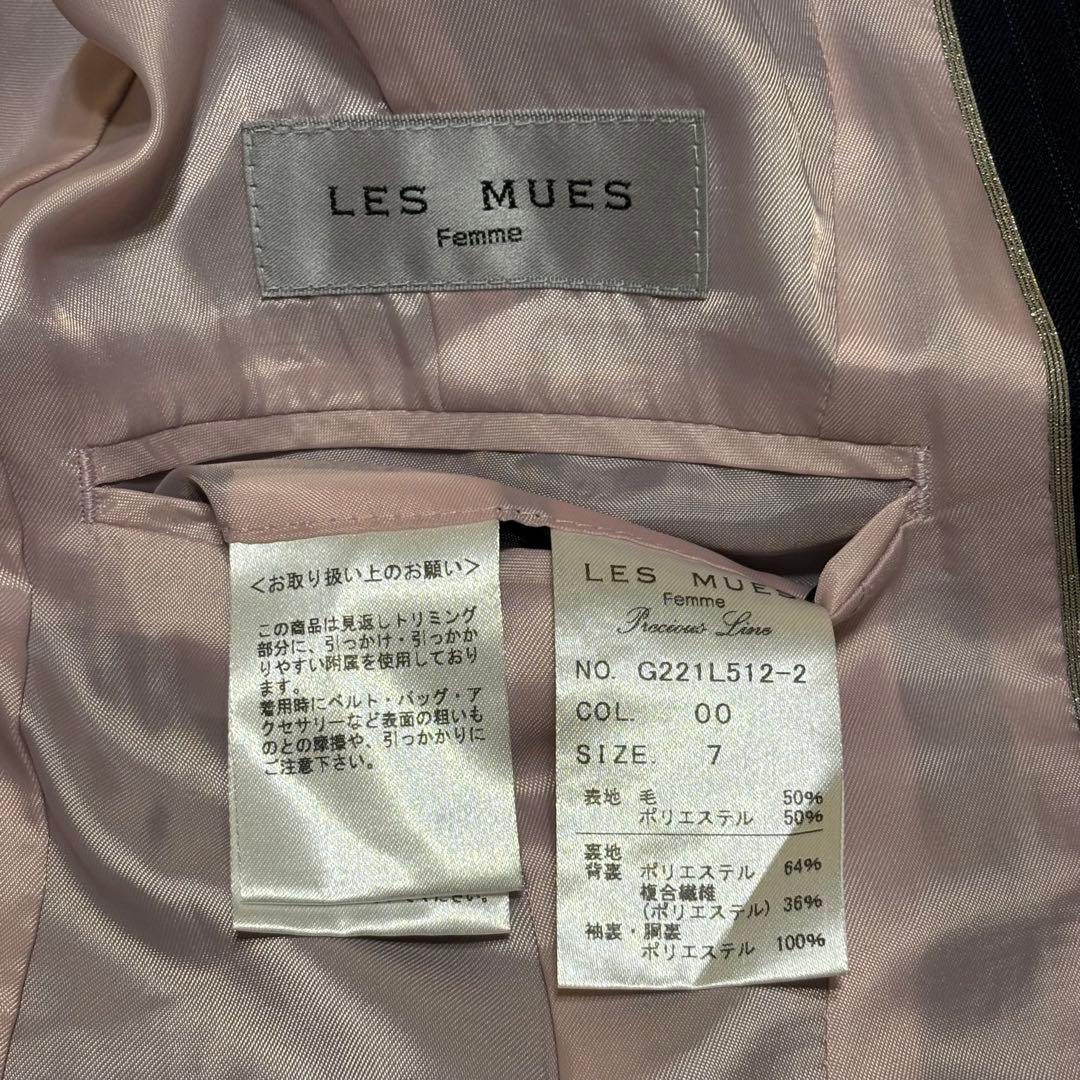 LES MUES
Femme
<お取り扱い上のお願い>
この商品は見返しトリミング
部分に、引っかけ・引っかか
りやすい附属を使用しており
ます。
着用時にベルト・バッグ・ア
クセサリーなど表面の粗いも
のとの摩擦や、引っかかりに
ご注意下さい。
ください。
LES MUES
Femme
Precious Line
NO. G221L512-2
COL. 00
SIZE. 7
表地 毛 50%
ポリエステル 50%
裏地
背裏 ポリエステル 64%
複合繊維
(ポリエステル) 36%
袖裏・胴裏
ポリエステル 100%